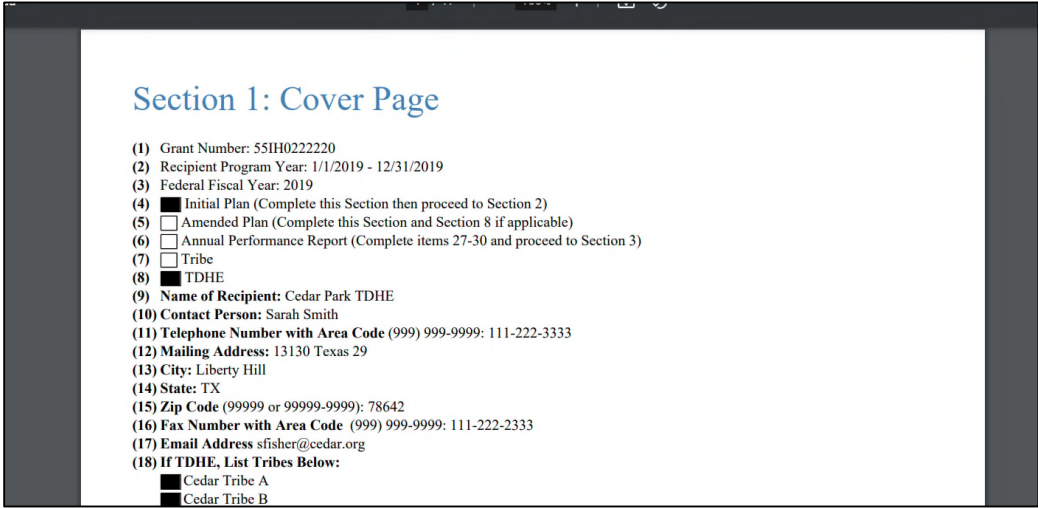 Section 1: Cover Page
(1) Grant Number: 55IH0222220
(2) Recipient Program Year: 1/1/2019 - 12/31/2019
(3) Federal Fiscal Year: 2019
(4) Initial Plan (Complete this Section then proceed to Section 2)
(5) Amended Plan (Complete this Section and Section 8 if applicable)
(6) Annual Performance Report (Complete items 27-30 and proceed to Section 3)
(7) Tribe
(8) TDHE
(9) Name of Recipient: Cedar Park TDHE
(10) Contact Person: Sarah Smith
(11) Telephone Number with Area Code (999) 999-9999: 111-222-3333
(12) Mailing Address: 13130 Texas 29
(13) City: Liberty Hill
(14) State: TX
(15) Zip Code (99999 or 99999-9999): 78642
(16) Fax Number with Area Code (999) 999-9999: 111-222-2333
(17) Email Address sfisher@cedar.org
(18) If TDHE, List Tribes Below:
Cedar Tribe A
Cedar Tribe B